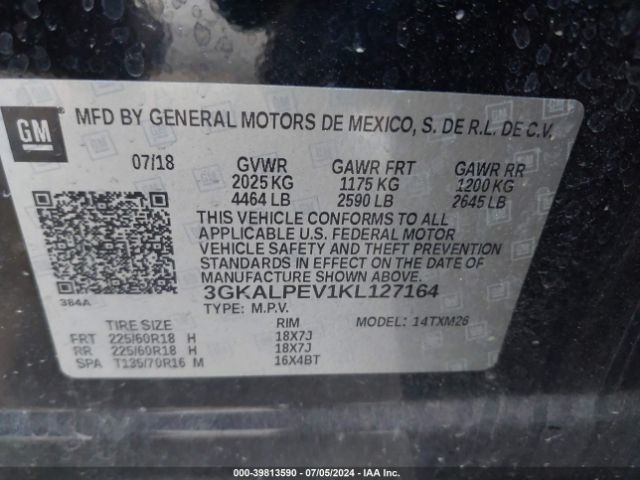 GM
MFD BY GENERAL MOTORS DE MEXICO, S. DE R.L. DE C.V.
07/18 GVWR GAWR FRT GAWR RR
2025 KG 1175 KG 1200 KG
4464 LB 2590 LB 2645 LB
THIS VEHICLE CONFORMS TO ALL
APPLICABLE U.S. FEDERAL MOTOR
VEHICLE SAFETY AND THEFT PREVENTION
STANDARDS IN EFFECT ON THE DATE OF
MANUFACTURE SHOWN ABOVE.
384A 3GKALPEV1KL127164
TYPE: M.P.V. MODEL: 14TXM26
TIRE SIZE RIM
FRT 225/60R18 H 18X7J
RR 225/60R18 H 18X7J
SPA T135/70R16 M 16X4BT
000-39813590 - 07/05/2024 - IAA Inc.